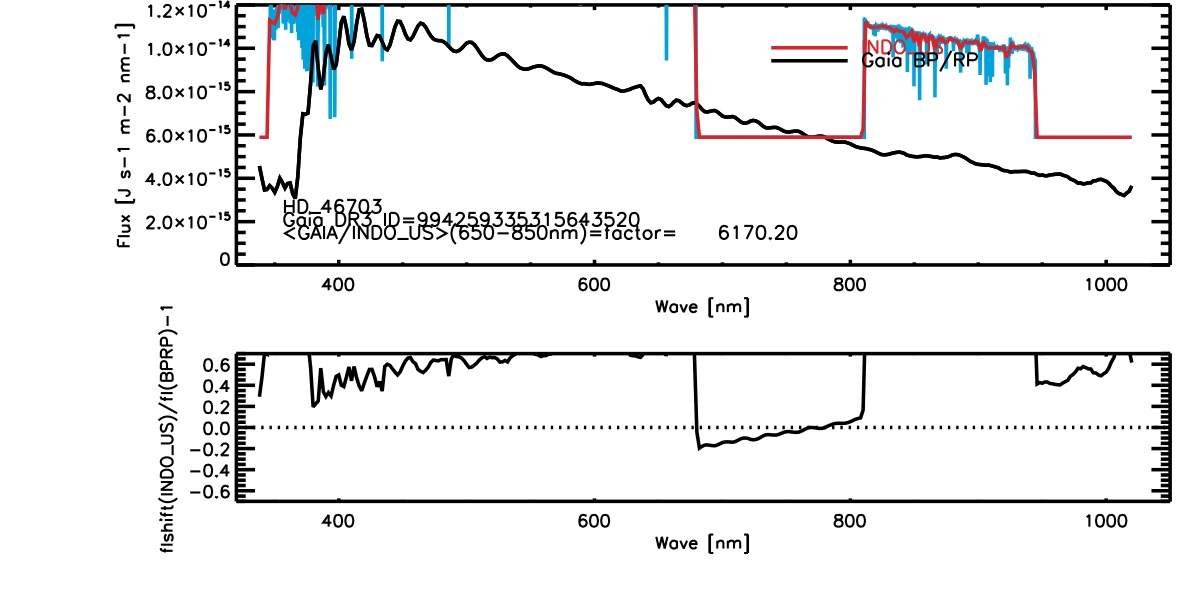 1.2×10−14
1.0×10−14
8.0×10−15
6.0×10−15
4.0×10−15
2.0×10−15
0
Flux [J s−1 m−2 nm−1]
INDO_US
Gaia BP/RP
HD_46703
Gaia DR3 ID=994259335315643520
<GAIA/INDO_US>(650−850nm)=factor= 6170.20
400 600 800 1000
Wave [nm]
flshift(INDO_US)/fl(BPRP)−1
0.6
0.4
0.2
0.0
−0.2
−0.4
−0.6
400 600 800 1000
Wave [nm]